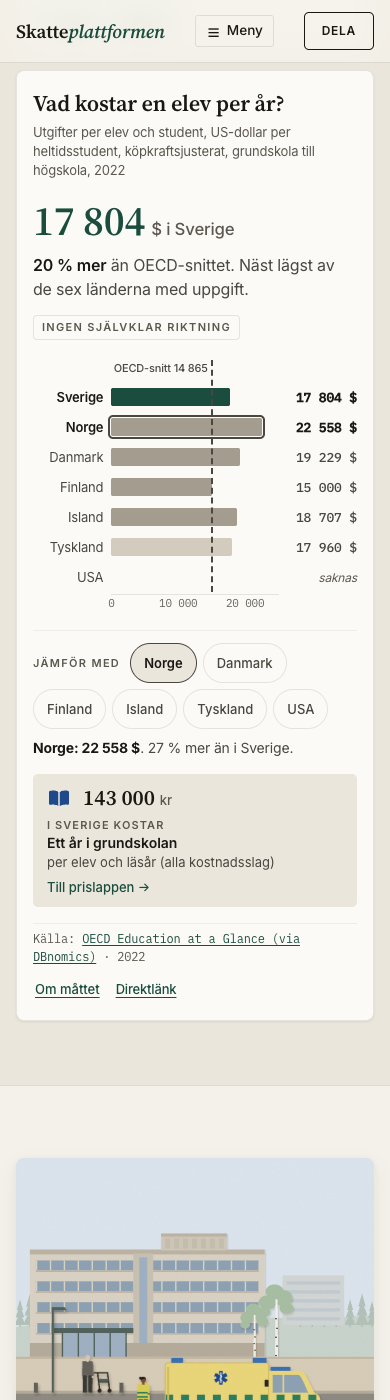 Skatteplattformen
Meny
DELA
Vad kostar en elev per år?
Utgifter per elev och student, US-dollar per
heltidsstudent, köpkraftsjusterat, grundskola till
högskola, 2022
17 804 $ i Sverige
20 % mer än OECD-snittet. Näst lägst av
de sex länderna med uppgift.
INGEN SJÄLVKLAR RIKTNING
OECD-snitt 14 865
Sverige 17 804 $
Norge 22 558 $
Danmark 19 229 $
Finland 15 000 $
Island 18 707 $
Tyskland 17 960 $
USA saknas
0 10 000 20 000
JÄMFÖR MED Norge Danmark
Finland Island Tyskland USA
Norge: 22 558 $. 27 % mer än i Sverige.
143 000 kr
I SVERIGE KOSTAR
Ett år i grundskolan
per elev och läsår (alla kostnadsslag)
Till prislappen →
Källa: OECD Education at a Glance (via
DBnomics) · 2022
Om måttet Direktlänk